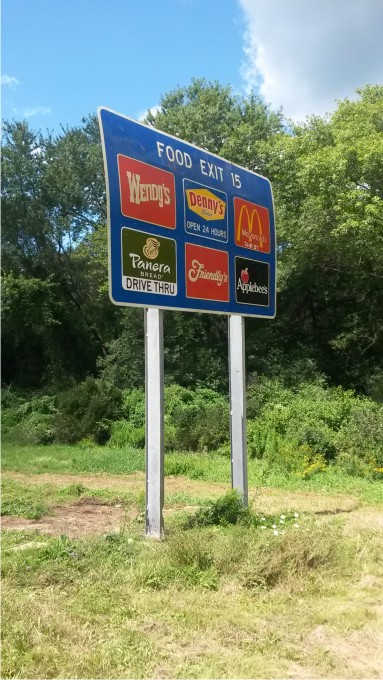 FOOD EXIT 15
Wendy's
Denny's
OPEN 24 HOURS
McDonald's
Panera
BREAD
DRIVE THRU
Friendly's
Applebee's